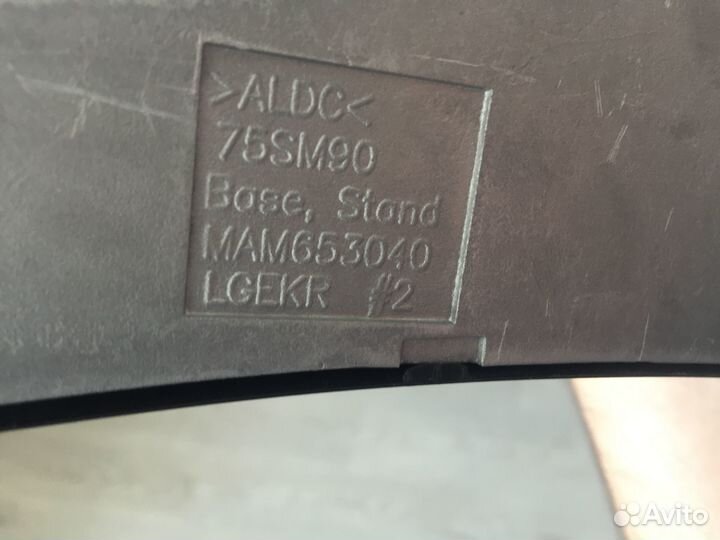 >ALDC<
75SM90
Base, Stand
MAM653040
LGEKR #2
Avito